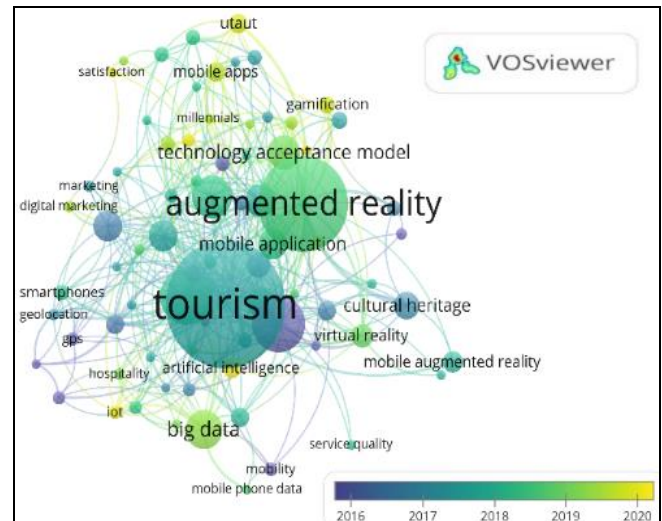 utaut
VOSviewer
satisfaction
mobile apps
gamification
millennials
technology acceptance model
marketing
augmented reality
digital marketing
mobile application
smartphones
tourism
cultural heritage
geolocation
gps
virtual reality
mobile augmented reality
hospitality
artificial intelligence
iot
big data
service quality
mobility
mobile phone data
2016 2017 2018 2019 2020